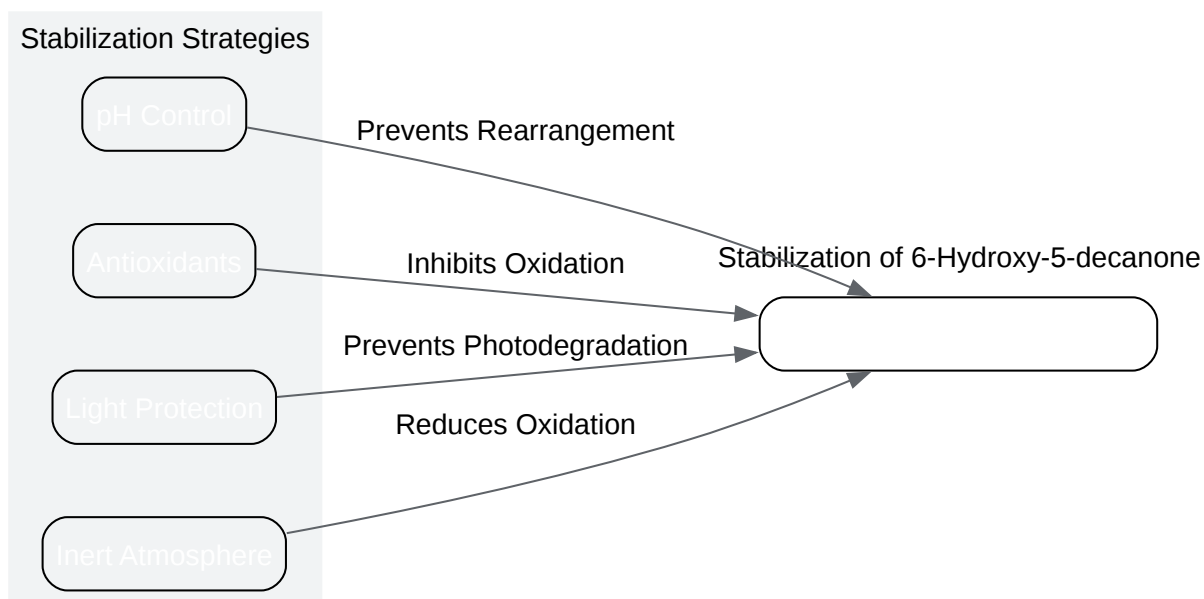 Stabilization Strategies
pH Control
Prevents Rearrangement
Antioxidants
Inhibits Oxidation
Stabilization of 6-Hydroxy-5-decanone
Light Protection
Prevents Photodegradation
Inert Atmosphere
Reduces Oxidation